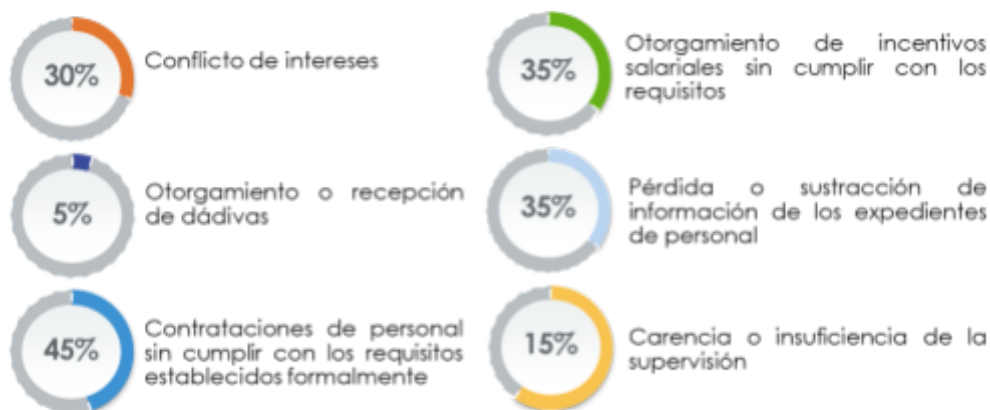 30%
Conflicto de intereses
5%
Otorgamiento o recepción
de dádivas
45%
Contrataciones de personal
sin cumplir con los requisitos
establecidos formalmente
35%
Otorgamiento de incentivos
salariales sin cumplir con los
requisitos
35%
Pérdida o sustracción de
información de los expedientes
de personal
15%
Carencia o insuficiencia de la
supervisión